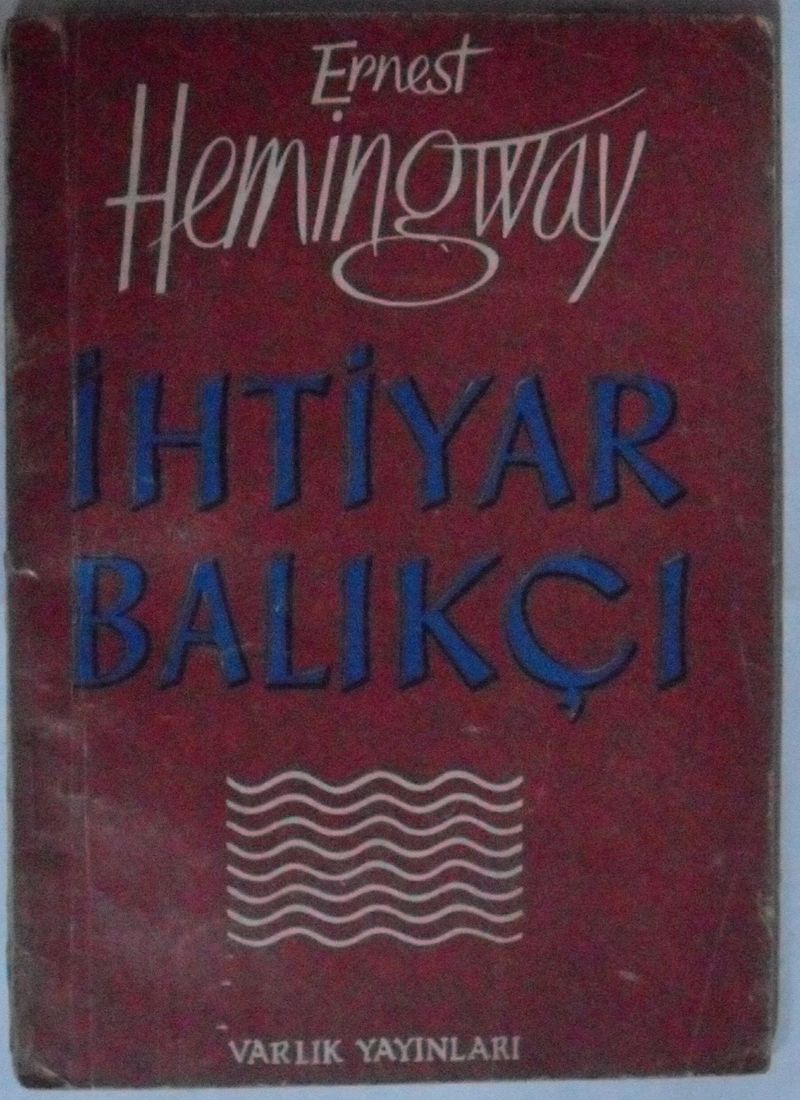 Ernest
Hemingway
İHTİYAR
BALIKÇI
VARLIK YAYINLARI